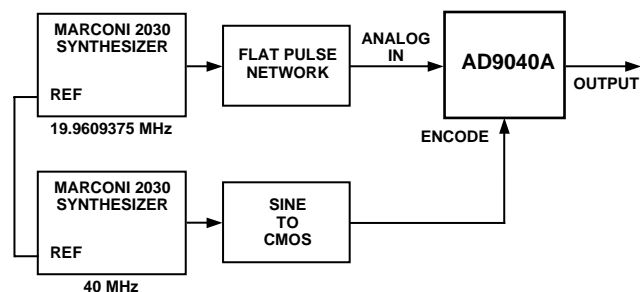 MARCONI 2030
SYNTHESIZER
REF
19.9609375 MHz
FLAT PULSE
NETWORK
ANALOG
IN
AD9040A
OUTPUT
ENCODE
MARCONI 2030
SYNTHESIZER
REF
40 MHz
SINE
TO
CMOS